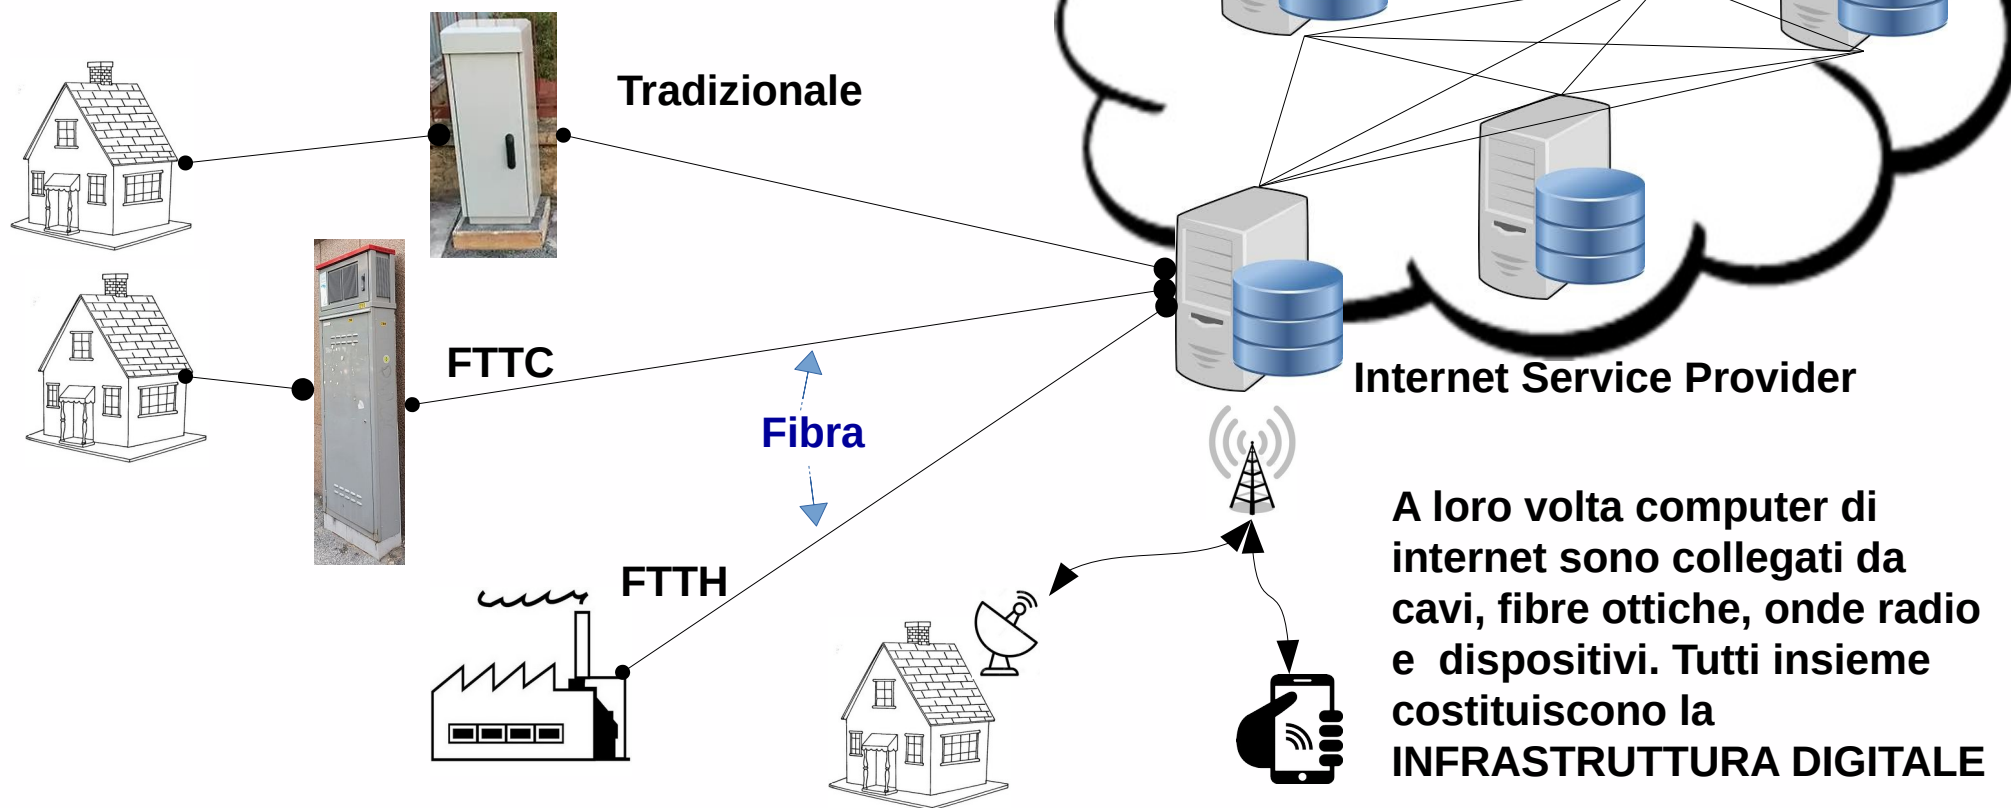 Tradizionale
FTTC
Fibra
FTTH
Internet Service Provider
A loro volta computer di
internet sono collegati da
cavi, fibre ottiche, onde radio
e  dispositivi. Tutti insieme
costituiscono la
INFRASTRUTTURA DIGITALE